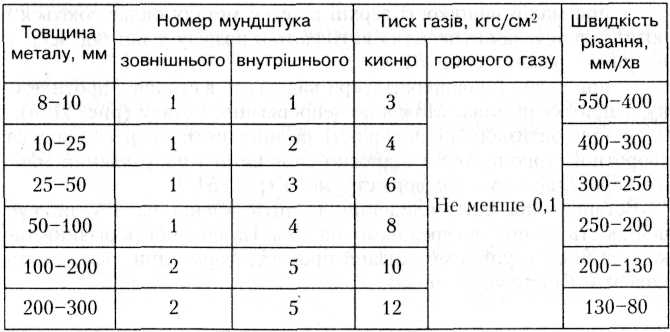 Товщина металу, мм | Номер мундштука | Тиск газів, кгс/см² | Швидкість різання, мм/хв
зовнішнього | внутрішнього | кисню | горючого газу
8–10 | 1 | 1 | 3 | Не менше 0,1 | 550–400
10–25 | 1 | 2 | 4 | 400–300
25–50 | 1 | 3 | 6 | 300–250
50–100 | 1 | 4 | 8 | 250–200
100–200 | 2 | 5 | 10 | 200–130
200–300 | 2 | 5 | 12 | 130–80